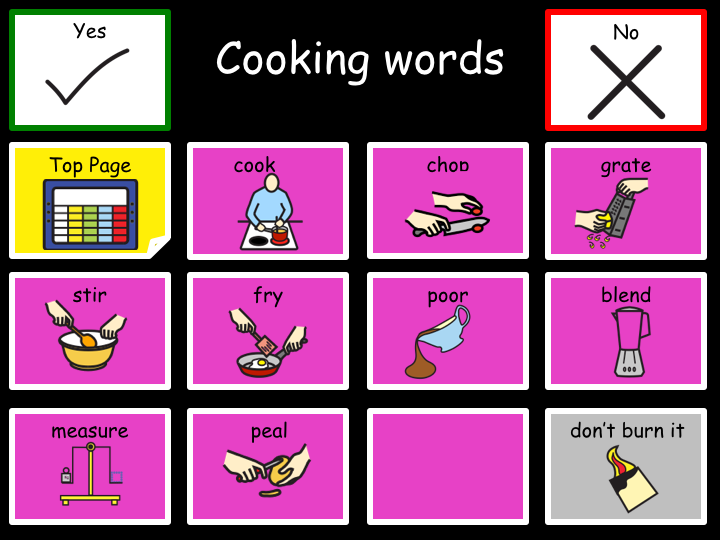 Yes
Cooking words
No
Top Page
cook
chop
grate
stir
fry
poor
blend
measure
peal
don't burn it